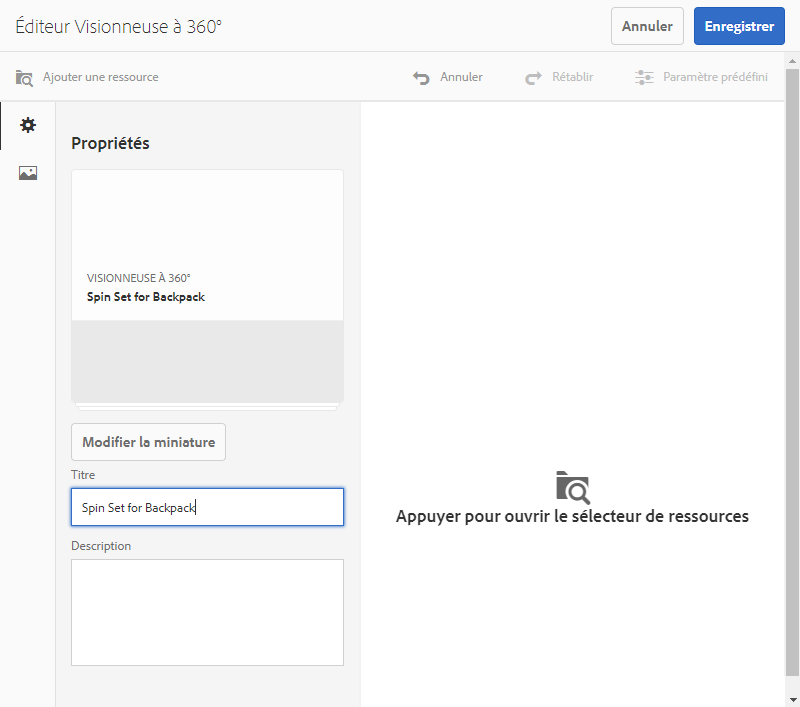 Éditeur Visionneuse à 360°
Annuler
Enregistrer
Ajouter une ressource
Annuler
Rétablir
Paramètre prédéfini
Propriétés
VISIONNEUSE À 360°
Spin Set for Backpack
Modifier la miniature
Titre
Spin Set for Backpack
Description
Appuyer pour ouvrir le sélecteur de ressources